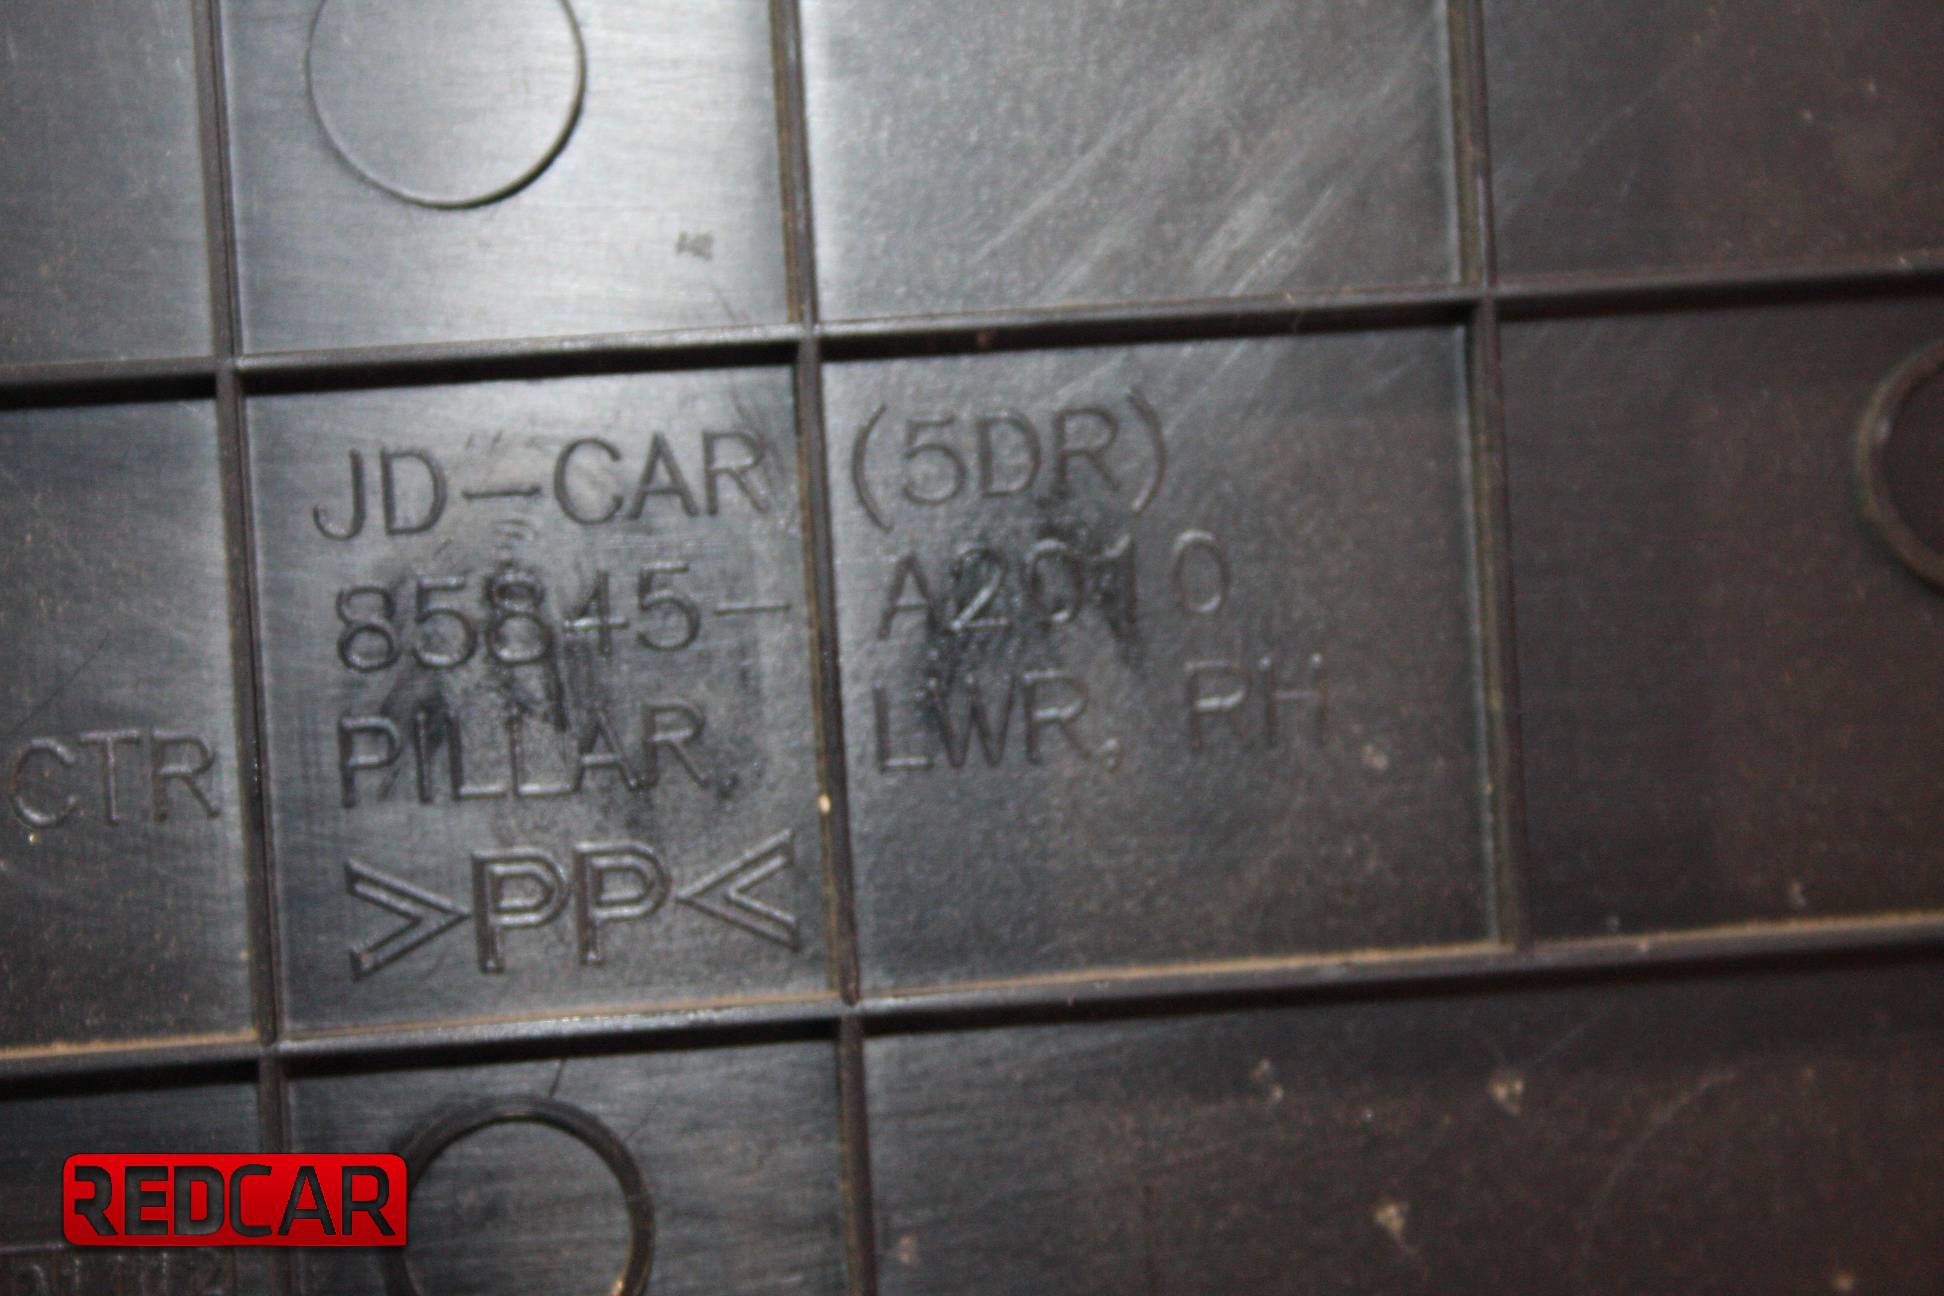 JD-CAR (5DR)
85845-A2010
CTR PILLAR, LWR, RH
>PP<
REDCAR